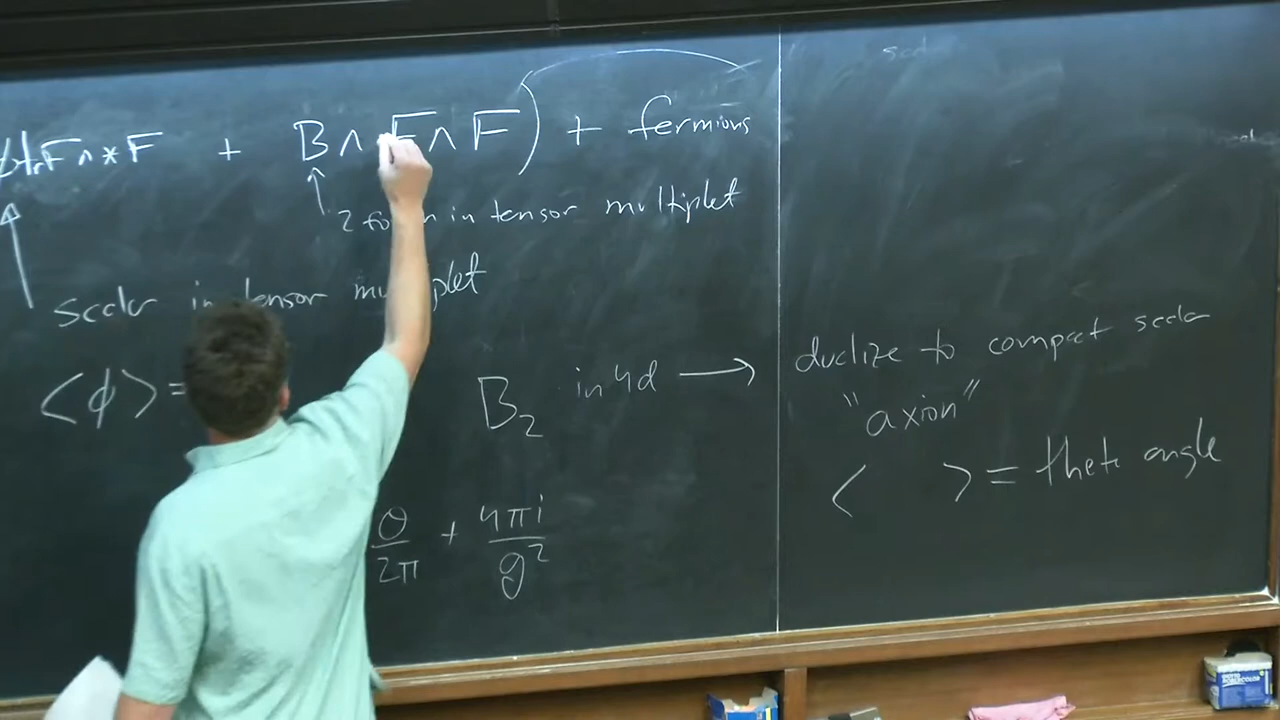 ϕ tr F ∧ * F + B ∧ F ∧ F ) + fermions
2 form in tensor multiplet
scalar in tensor multiplet
<ϕ> =
B₂ in 4d → dualize to compact scalar
"axion"
< > = theta angle
θ/2π + 4πi/g²